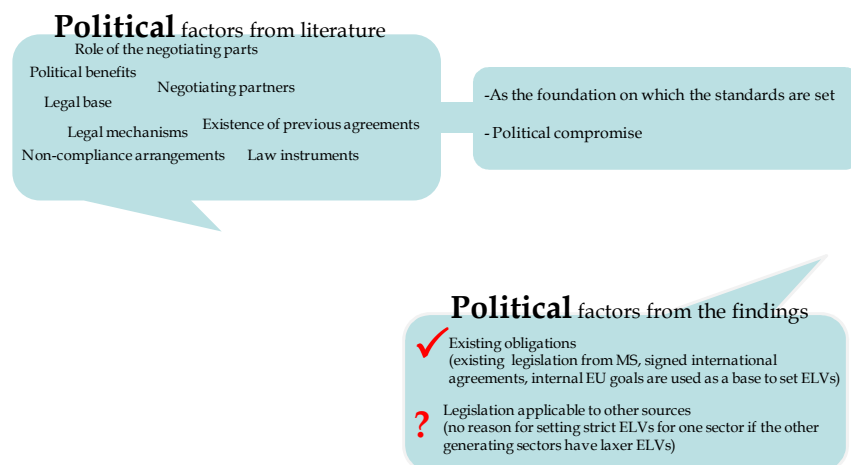 Political factors from literature
Role of the negotiating parts
Political benefits
Negotiating partners
Legal base
Legal mechanisms
Existence of previous agreements
Non-compliance arrangements
Law instruments
-As the foundation on which the standards are set
- Political compromise
Political factors from the findings
Existing obligations
(existing legislation from MS, signed international
agreements, internal EU goals are used as a base to set ELVs)
? Legislation applicable to other sources
(no reason for setting strict ELVs for one sector if the other
generating sectors have laxer ELVs)